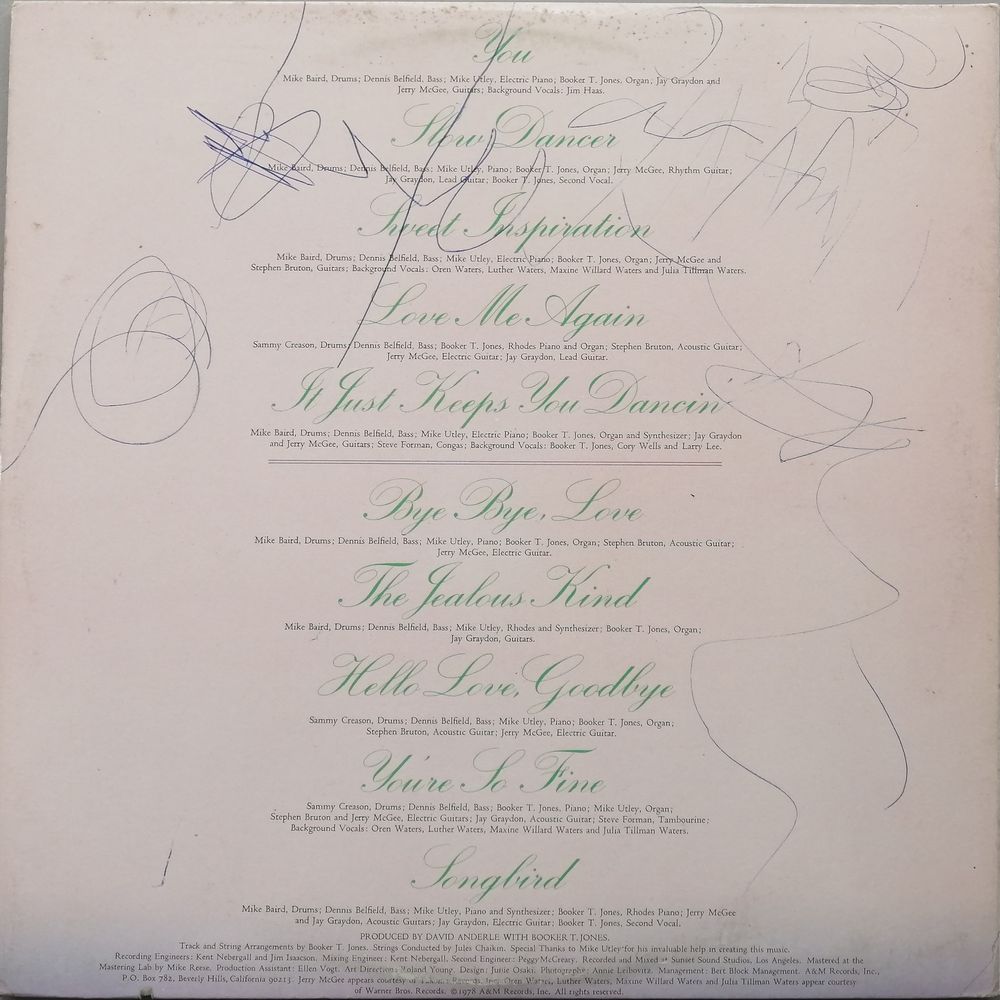 You
Mike Baird, Drums; Dennis Belfield, Bass; Mike Utley, Electric Piano; Booker T. Jones, Organ; Jay Graydon and
Jerry McGee, Guitars; Background Vocals: Jim Haas.
Slow Dancer
Mike Baird, Drums; Dennis Belfield, Bass; Mike Utley, Piano; Booker T. Jones, Organ; Jerry McGee, Rhythm Guitar;
Jay Graydon, Lead Guitar; Booker T. Jones, Second Vocal.
Sweet Inspiration
Mike Baird, Drums; Dennis Belfield, Bass; Mike Utley, Electric Piano; Booker T. Jones, Organ; Jerry McGee and
Stephen Bruton, Guitars; Background Vocals: Oren Waters, Luther Waters, Maxine Willard Waters and Julia Tillman Waters.
Love Me Again
Sammy Creason, Drums; Dennis Belfield, Bass; Booker T. Jones, Rhodes Piano and Organ; Stephen Bruton, Acoustic Guitar;
Jerry McGee, Electric Guitar; Jay Graydon, Lead Guitar.
It Just Keeps You Dancin'
Mike Baird, Drums; Dennis Belfield, Bass; Mike Utley, Electric Piano; Booker T. Jones, Organ and Synthesizer; Jay Graydon
and Jerry McGee, Guitars; Steve Forman, Congas; Background Vocals: Booker T. Jones, Cory Wells and Larry Lee.
Bye Bye, Love
Mike Baird, Drums; Dennis Belfield, Bass; Mike Utley, Piano; Booker T. Jones, Organ; Stephen Bruton, Acoustic Guitar;
Jerry McGee, Electric Guitar.
The Jealous Kind
Mike Baird, Drums; Dennis Belfield, Bass; Mike Utley, Rhodes and Synthesizer; Booker T. Jones, Organ;
Jay Graydon, Guitars.
Hello Love, Goodbye
Sammy Creason, Drums; Dennis Belfield, Bass; Mike Utley, Piano; Booker T. Jones, Organ;
Stephen Bruton, Acoustic Guitar; Jerry McGee, Electric Guitar.
You're So Fine
Sammy Creason, Drums; Dennis Belfield, Bass; Booker T. Jones, Piano; Mike Utley, Organ;
Stephen Bruton and Jerry McGee, Electric Guitars; Jay Graydon, Acoustic Guitar; Steve Forman, Tambourine;
Background Vocals: Oren Waters, Luther Waters, Maxine Willard Waters and Julia Tillman Waters.
Songbird
Mike Baird, Drums; Dennis Belfield, Bass; Mike Utley, Piano and Synthesizer; Booker T. Jones, Rhodes Piano; Jerry McGee
and Jay Graydon, Acoustic Guitars; Jay Graydon, Electric Guitar; Booker T. Jones, Second Vocal.
PRODUCED BY DAVID ANDERLE WITH BOOKER T. JONES.
Track and String Arrangements by Booker T. Jones. Strings Conducted by Jules Chaikin. Special Thanks to Mike Utley for his invaluable help in creating this music.
Recording Engineers: Kent Nebergall and Jim Isaacson. Mixing Engineer: Kent Nebergall. Second Engineer: Peggy McCreary. Recorded and Mixed at Sunset Sound Studios, Los Angeles. Mastered at the
Mastering Lab by Mike Reese. Production Assistant: Ellen Vogt. Art Direction: Roland Young. Design: Junie Osaki. Photography: Annie Leibovitz. Management: Bert Block Management. A&M Records, Inc.,
P.O. Box 782, Beverly Hills, California 90213. Jerry McGee appears courtesy of Records, Inc. Oren Waters, Luther Waters, Maxine Willard Waters and Julia Tillman Waters appear courtesy
of Warner Bros. Records. ©1978 A&M Records, Inc. All rights reserved.